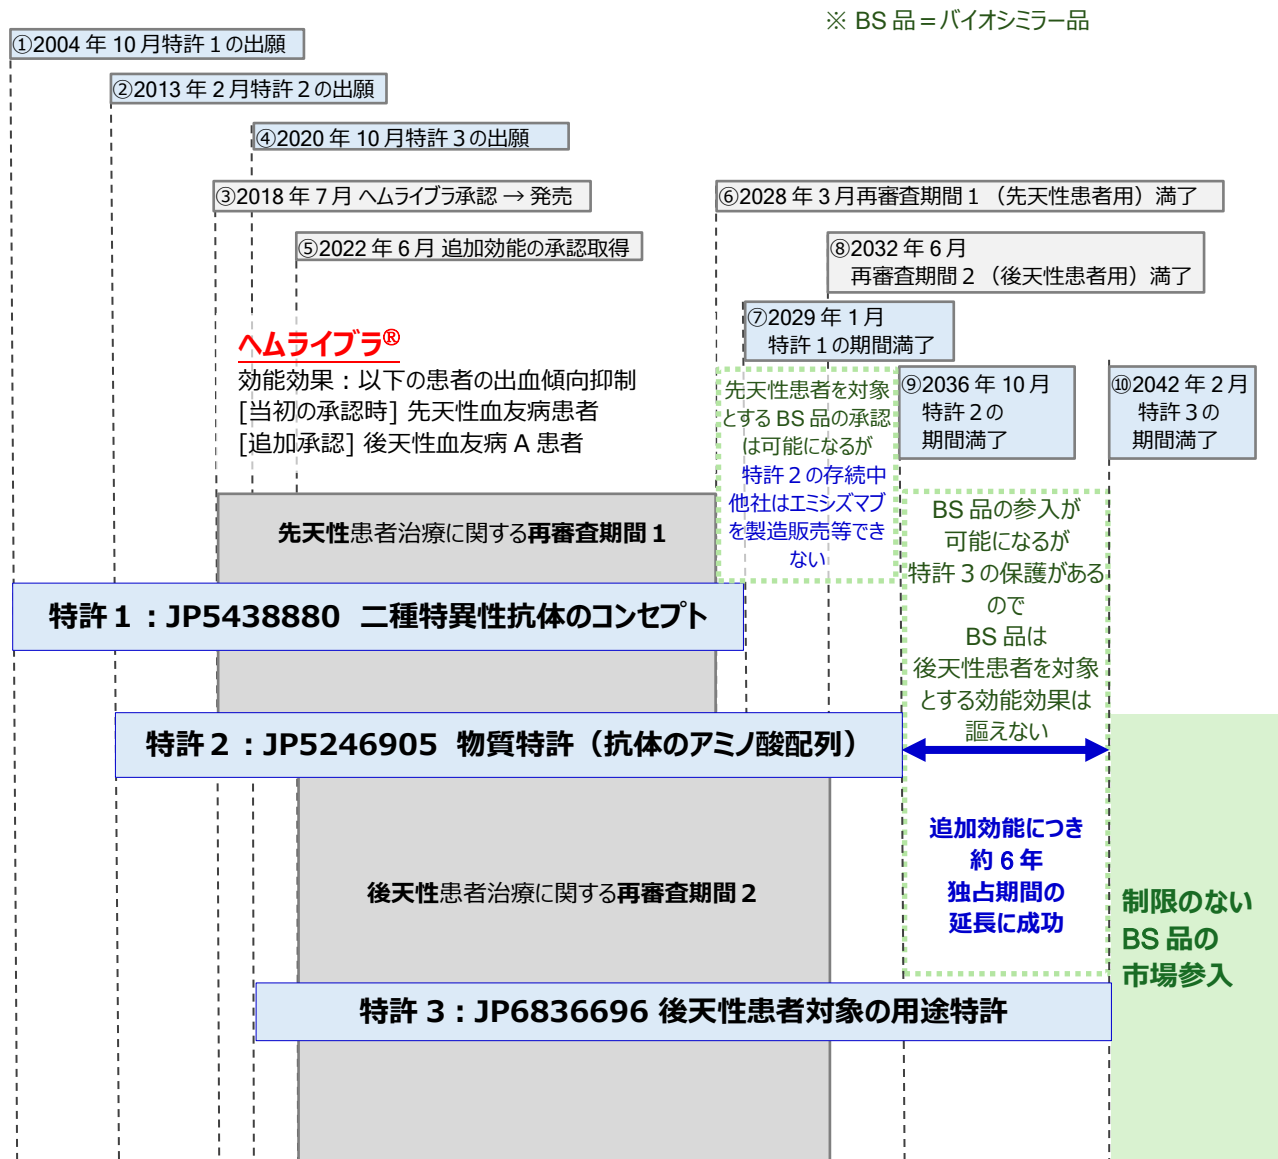 ※ BS 品＝バイオシミラー品
①2004 年 10 月特許１の出願
②2013 年 2 月特許２の出願
④2020 年 10 月特許３の出願
③2018 年 7 月 ヘムライブラ承認 → 発売
⑥2028 年 3 月再審査期間１（先天性患者用）満了
⑤2022 年 6 月 追加効能の承認取得
⑧2032 年 6 月
再審査期間２（後天性患者用）満了
⑦2029 年 1 月
特許１の期間満了
ヘムライブラ®
効能効果：以下の患者の出血傾向抑制
[当初の承認時] 先天性血友病患者
[追加承認] 後天性血友病 A 患者
⑨2036 年 10 月
特許２の
期間満了
⑩2042 年 2 月
特許３の
期間満了
先天性患者を対象
とする BS 品の承認
は可能になるが
特許２の存続中
他社はエミシズマブ
を製造販売等でき
ない
BS 品の参入が
可能になるが
特許３の保護がある
ので
BS 品は
後天性患者を対象
とする効能効果は
謳えない
先天性患者治療に関する再審査期間１
特許１：JP5438880 二種特異性抗体のコンセプト
特許２：JP5246905 物質特許（抗体のアミノ酸配列）
追加効能につき
約 6 年
独占期間の
延長に成功
後天性患者治療に関する再審査期間２
制限のない
BS 品の
市場参入
特許３：JP6836696 後天性患者対象の用途特許